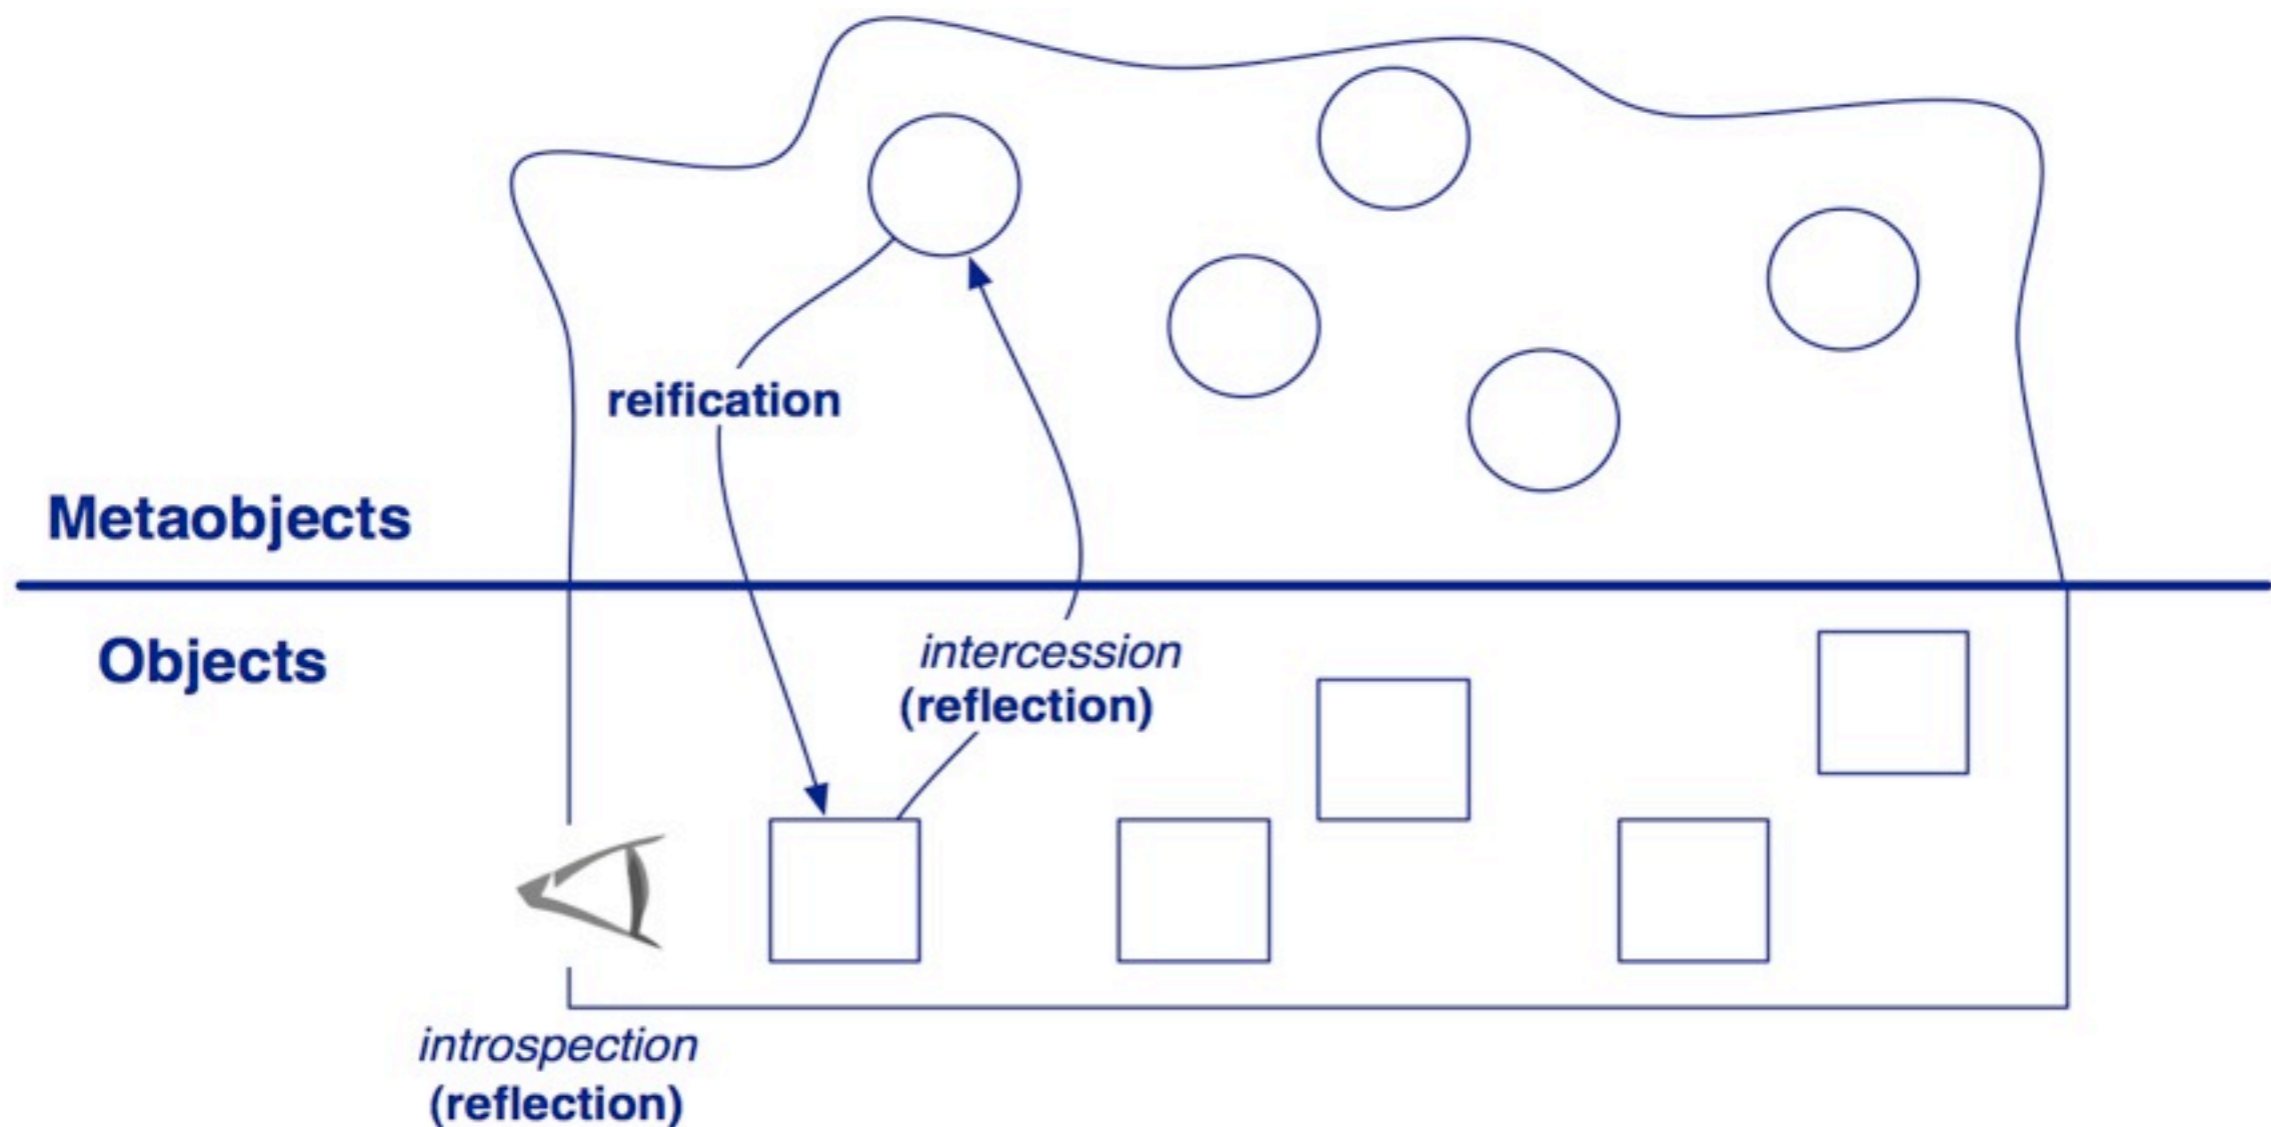 reification
Metaobjects
Objects
intercession
(reflection)
introspection
(reflection)